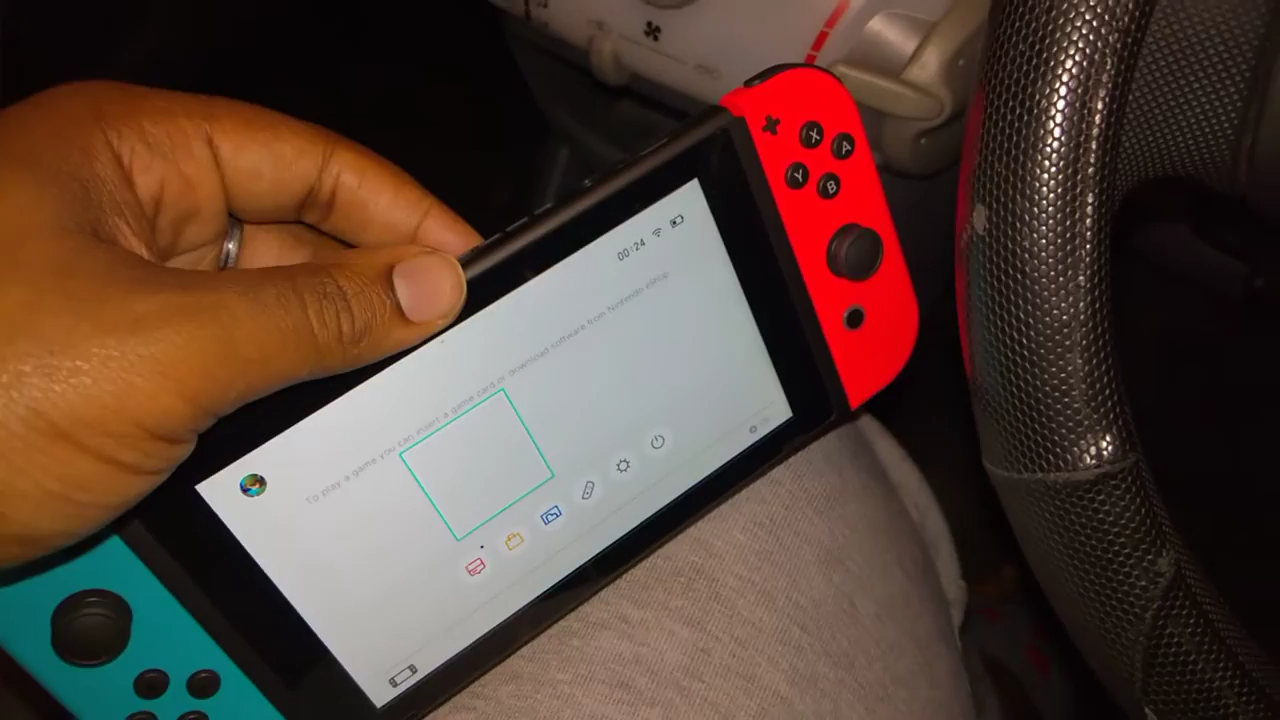 00:24
To play a game you can insert a game card or download software from Nintendo eShop.
X
A
Y
B